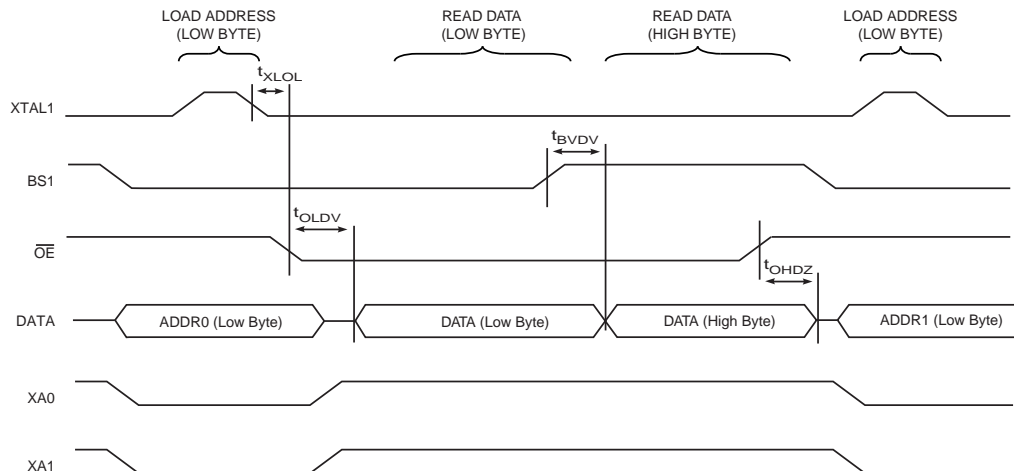 LOAD ADDRESS
(LOW BYTE)
READ DATA
(LOW BYTE)
READ DATA
(HIGH BYTE)
LOAD ADDRESS
(LOW BYTE)
tXLOL
XTAL1
tBVDV
BS1
tOLDV
OE
tOHDZ
DATA
ADDR0 (Low Byte)
DATA (Low Byte)
DATA (High Byte)
ADDR1 (Low Byte)
XA0
XA1